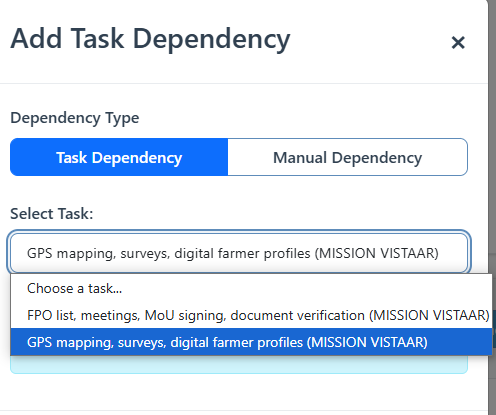 Add Task Dependency
×
Dependency Type
Task Dependency
Manual Dependency
Select Task:
GPS mapping, surveys, digital farmer profiles (MISSION VISTAAR)
Choose a task...
FPO list, meetings, MoU signing, document verification (MISSION VISTAAR)
GPS mapping, surveys, digital farmer profiles (MISSION VISTAAR)